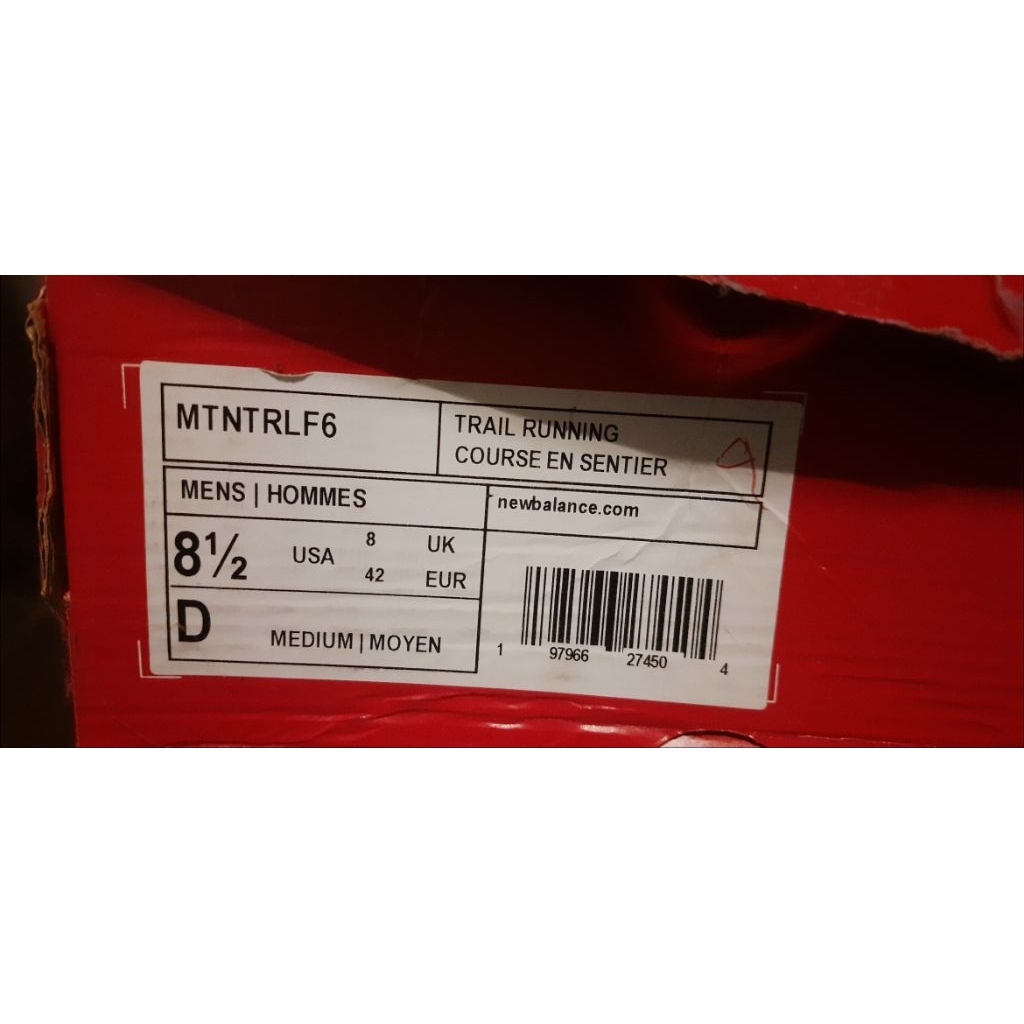 MTNTRLF6
TRAIL RUNNING
COURSE EN SENTIER
MENS | HOMMES
newbalance.com
8½ USA 8 UK
42 EUR
D MEDIUM | MOYEN
1 97966 27450 4